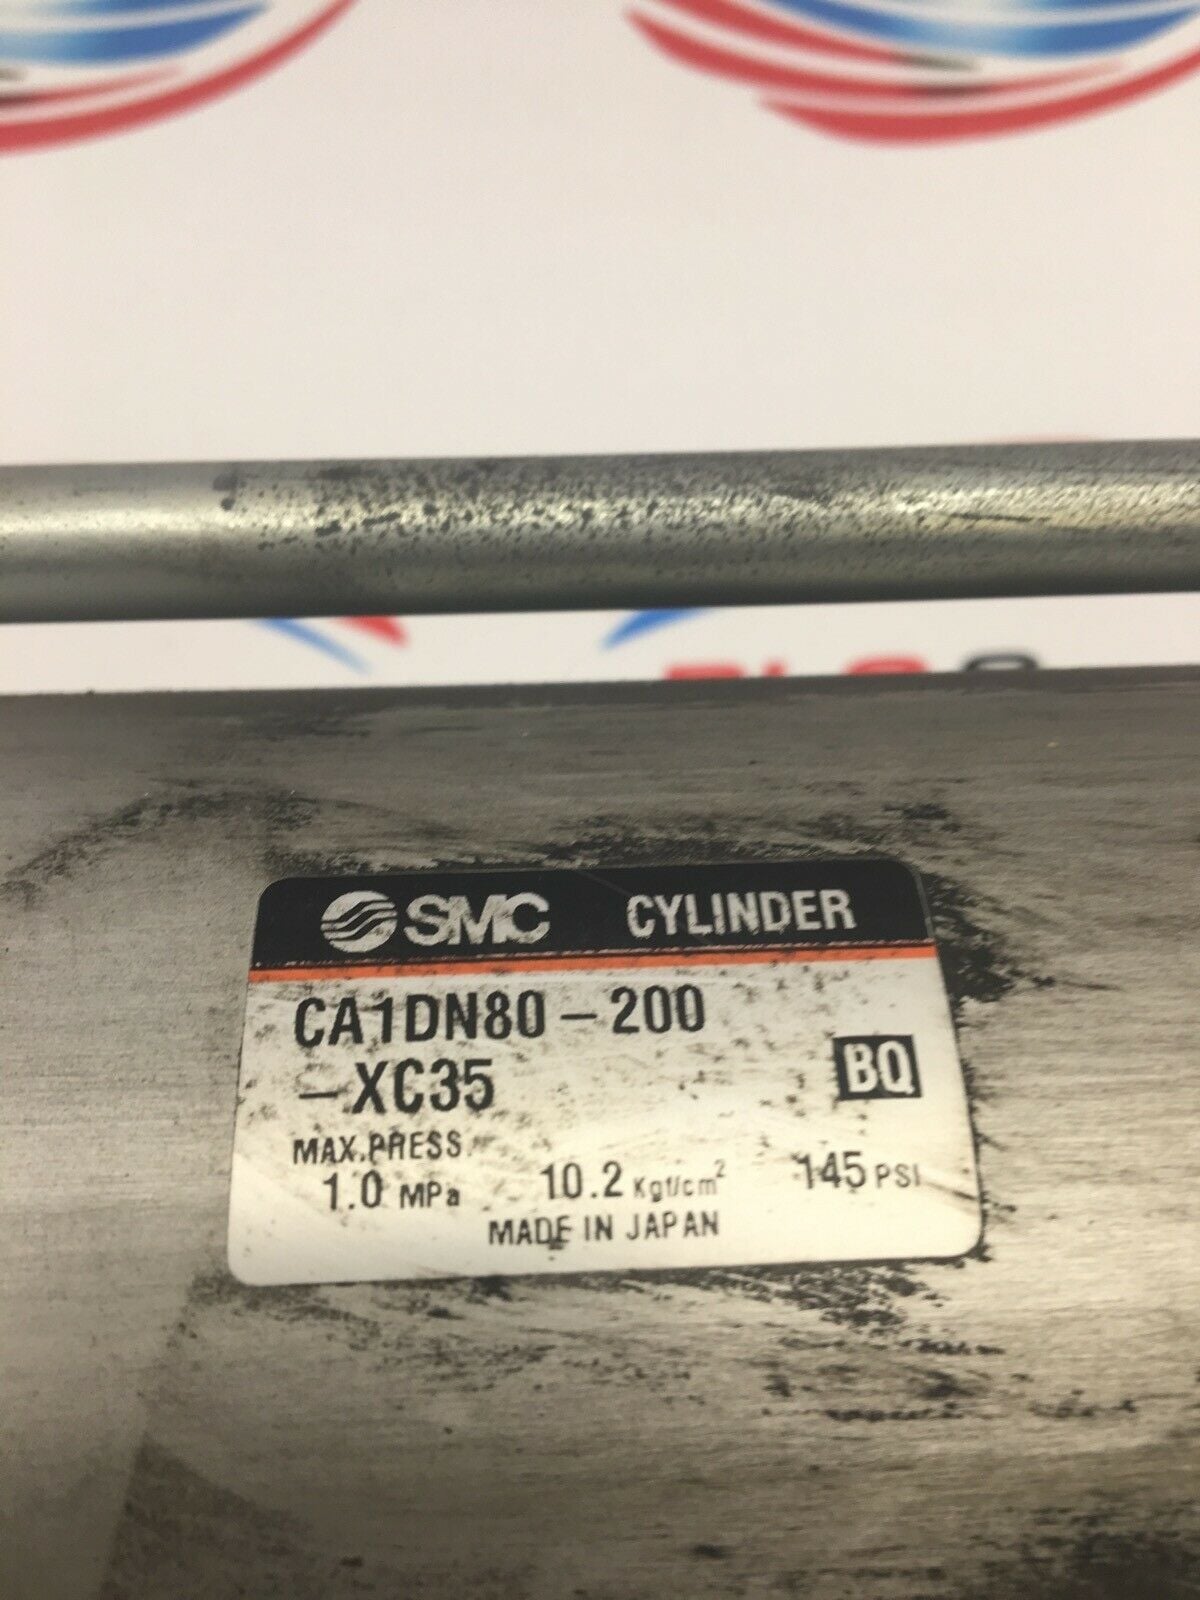 SMC CYLINDER
CA1DN80-200
-XC35
BQ
MAX.PRESS.
1.0 MPa 10.2 Kgf/cm² 145 PSI
MADE IN JAPAN